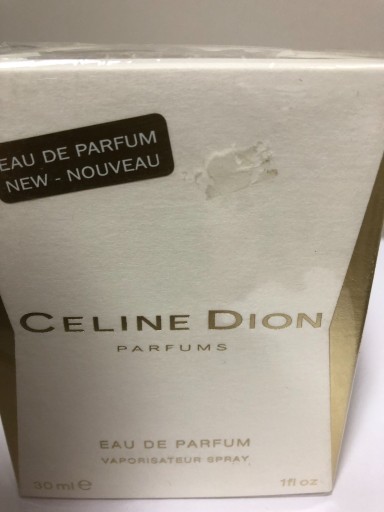 EAU DE PARFUM
NEW - NOUVEAU
CELINE DION
PARFUMS
EAU DE PARFUM
VAPORISATEUR SPRAY
30 ml ℮ 1fl oz